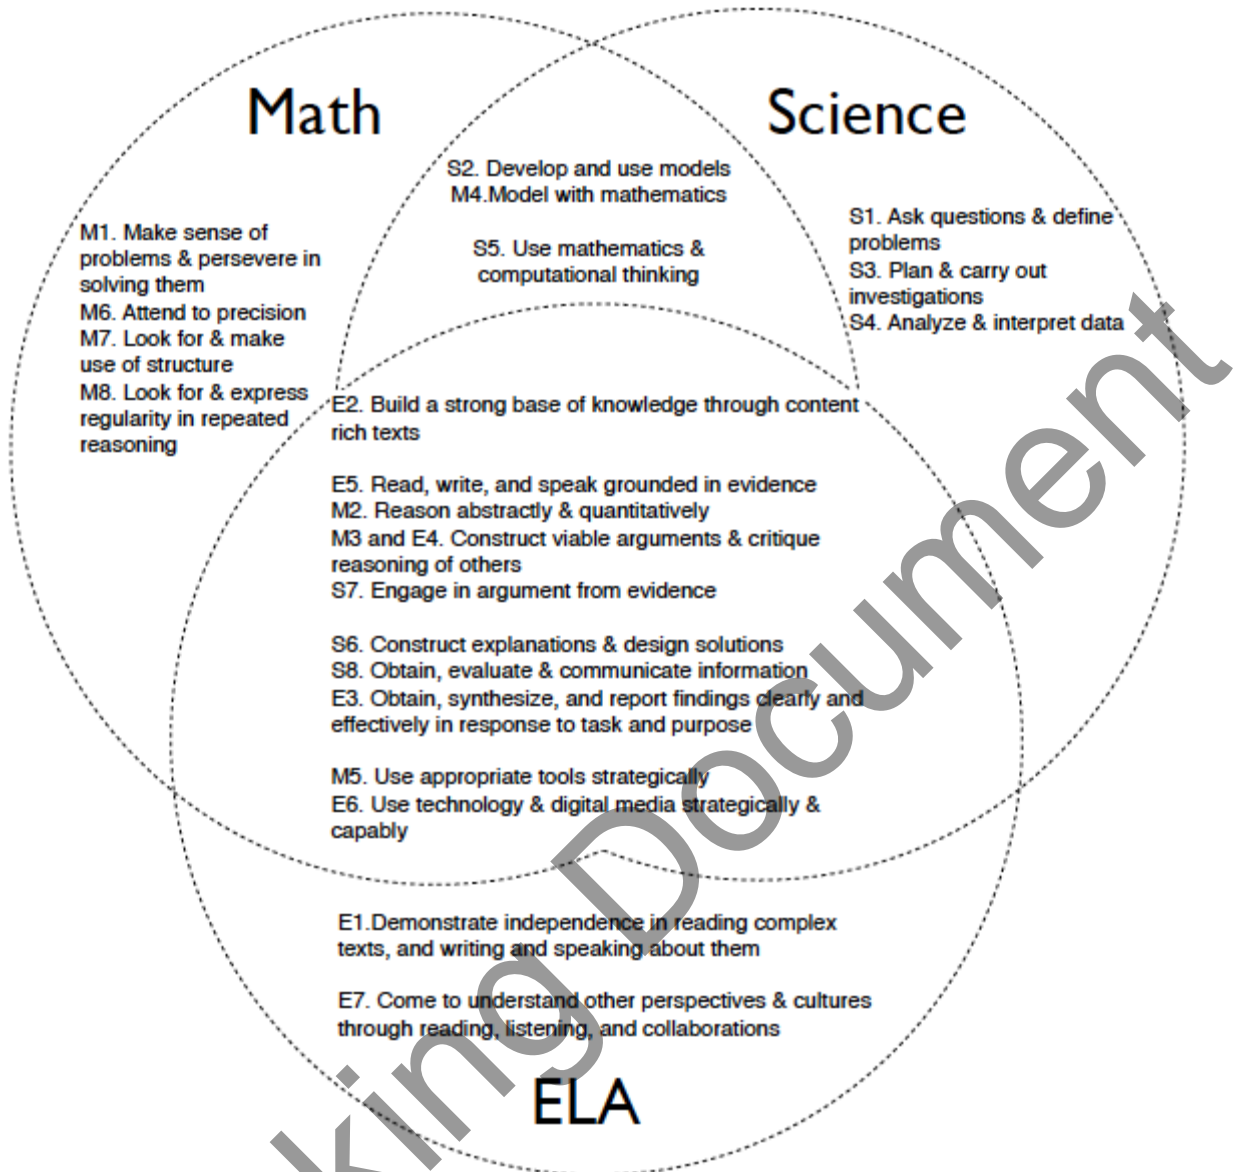 Math
Science
S2. Develop and use models
M4.Model with mathematics
S5. Use mathematics &
computational thinking
M1. Make sense of
problems & persevere in
solving them
M6. Attend to precision
M7. Look for & make
use of structure
M8. Look for & express
regularity in repeated
reasoning
S1. Ask questions & define
problems
S3. Plan & carry out
investigations
S4. Analyze & interpret data
E2. Build a strong base of knowledge through content
rich texts
E5. Read, write, and speak grounded in evidence
M2. Reason abstractly & quantitatively
M3 and E4. Construct viable arguments & critique
reasoning of others
S7. Engage in argument from evidence
S6. Construct explanations & design solutions
S8. Obtain, evaluate & communicate information
E3. Obtain, synthesize, and report findings clearly and
effectively in response to task and purpose
M5. Use appropriate tools strategically
E6. Use technology & digital media strategically &
capably
E1.Demonstrate independence in reading complex
texts, and writing and speaking about them
E7. Come to understand other perspectives & cultures
through reading, listening, and collaborations
ELA
Document